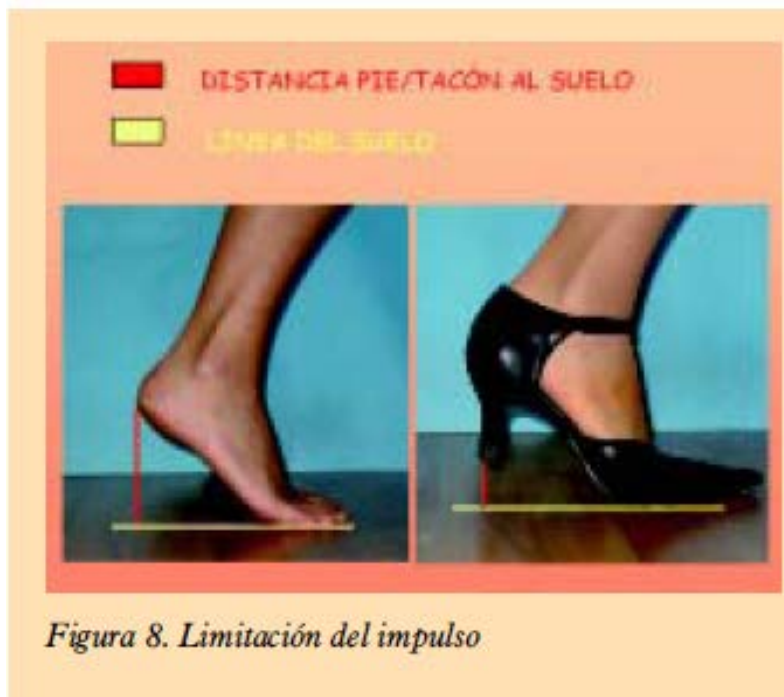 DISTANCIA PIE/TACÓN AL SUELO
LÍNEA DEL SUELO
Figura 8. Limitación del impulso